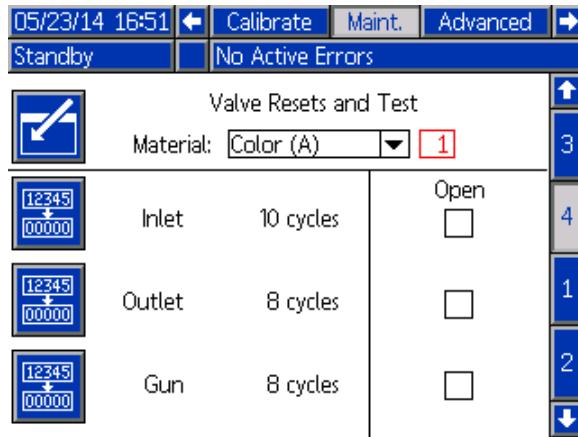 05/23/14 16:51 Calibrate Maint. Advanced
Standby No Active Errors
Valve Resets and Test
Material: Color (A) 1
3
Open
12345
00000
Inlet 10 cycles
4
12345
00000
Outlet 8 cycles
1
12345
00000
Gun 8 cycles
2